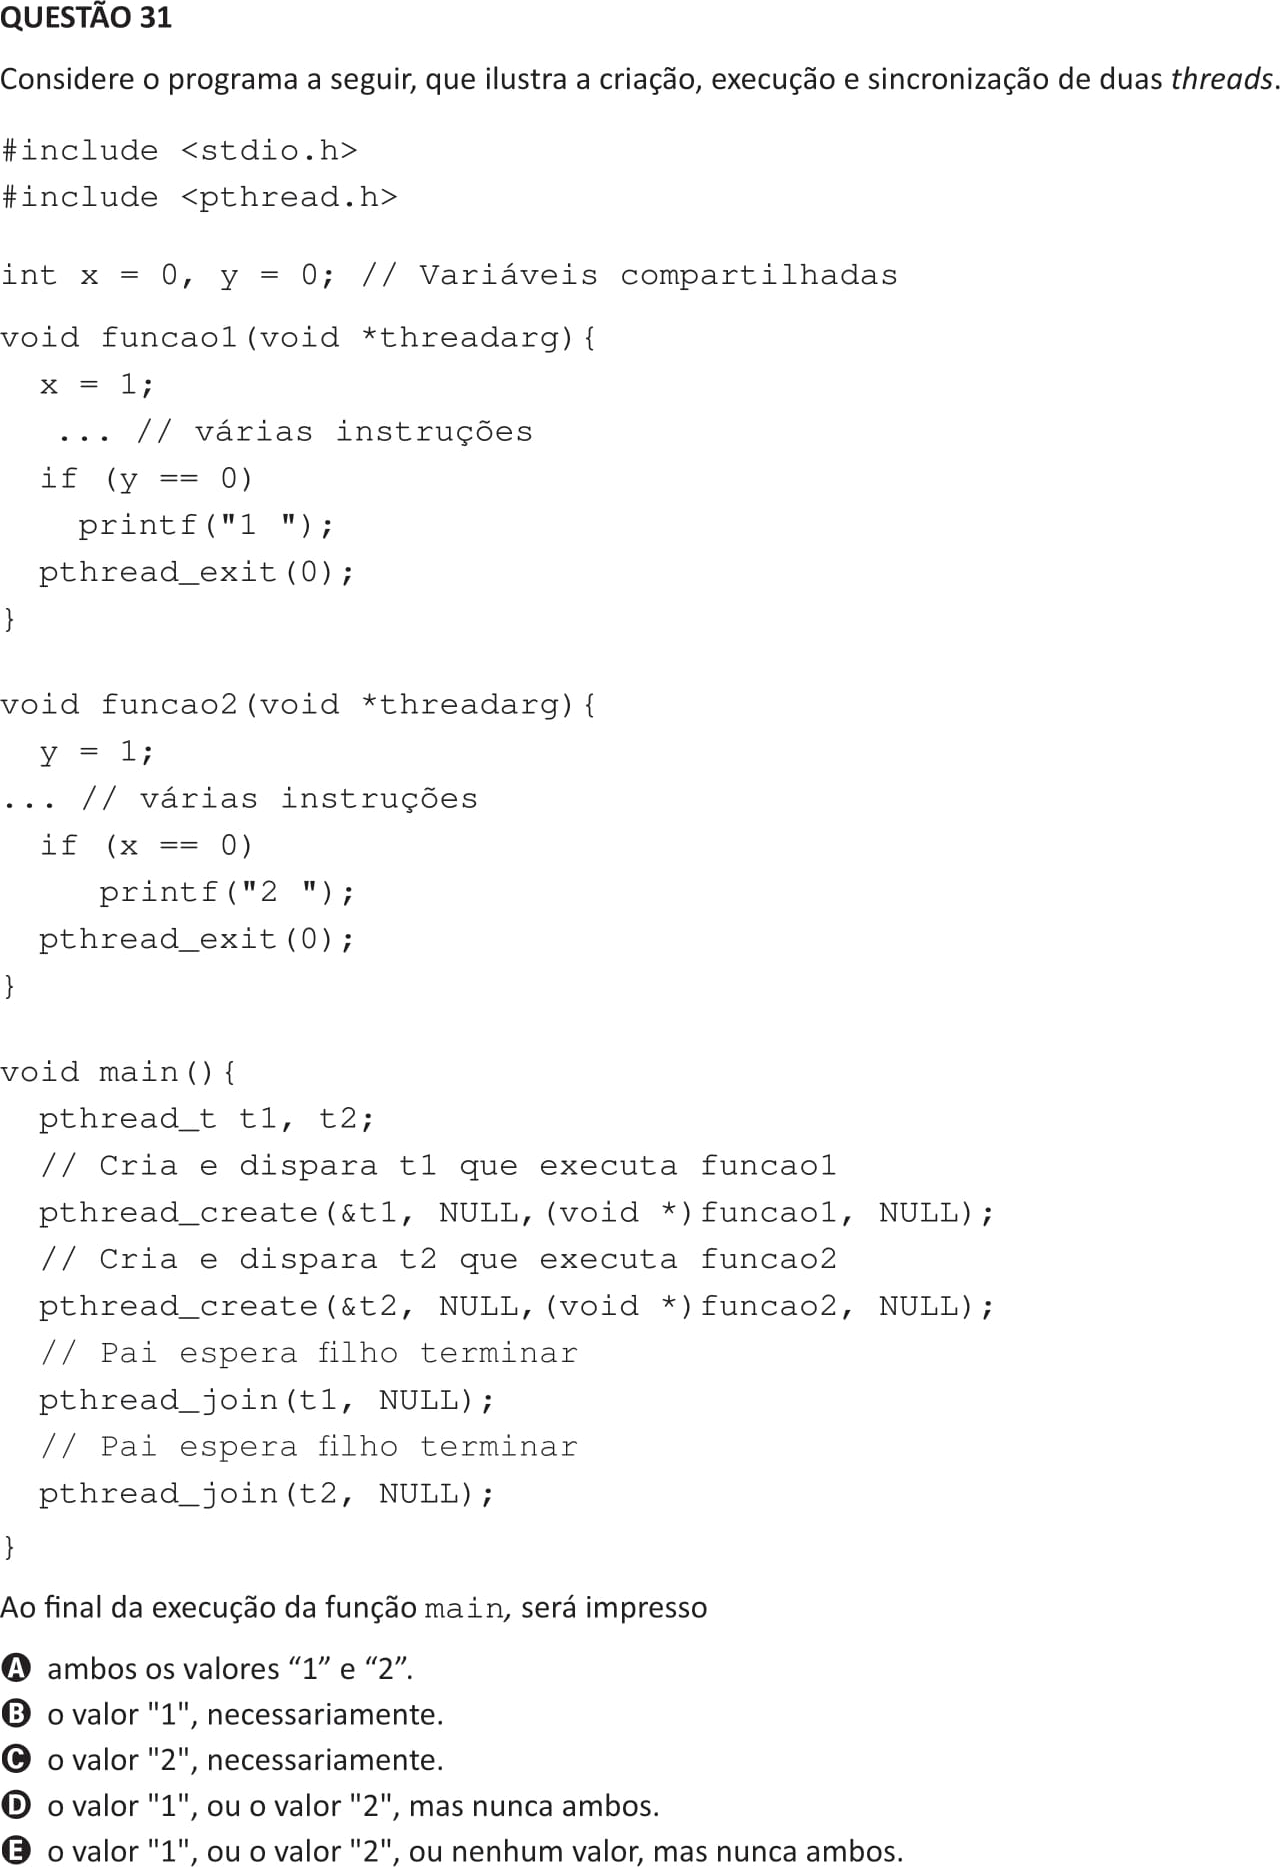 QUESTÃO 31
Considere o programa a seguir, que ilustra a criação, execução e sincronização de duas threads.
#include <stdio.h>
#include <pthread.h>
int x = 0, y = 0; // Variáveis compartilhadas
void funcao1(void *threadarg){
x = 1;
... // várias instruções
if (y == 0)
printf("1 ");
pthread_exit(0);
}
void funcao2(void *threadarg){
y = 1;
... // várias instruções
if (x == 0)
printf("2 ");
pthread_exit(0);
}
void main(){
pthread_t t1, t2;
// Cria e dispara t1 que executa funcao1
pthread_create(&t1, NULL,(void *)funcao1, NULL);
// Cria e dispara t2 que executa funcao2
pthread_create(&t2, NULL,(void *)funcao2, NULL);
// Pai espera filho terminar
pthread_join(t1, NULL);
// Pai espera filho terminar
pthread_join(t2, NULL);
}
Ao final da execução da função main, será impresso
A ambos os valores “1” e “2”.
B o valor "1", necessariamente.
C o valor "2", necessariamente.
D o valor "1", ou o valor "2", mas nunca ambos.
E o valor "1", ou o valor "2", ou nenhum valor, mas nunca ambos.